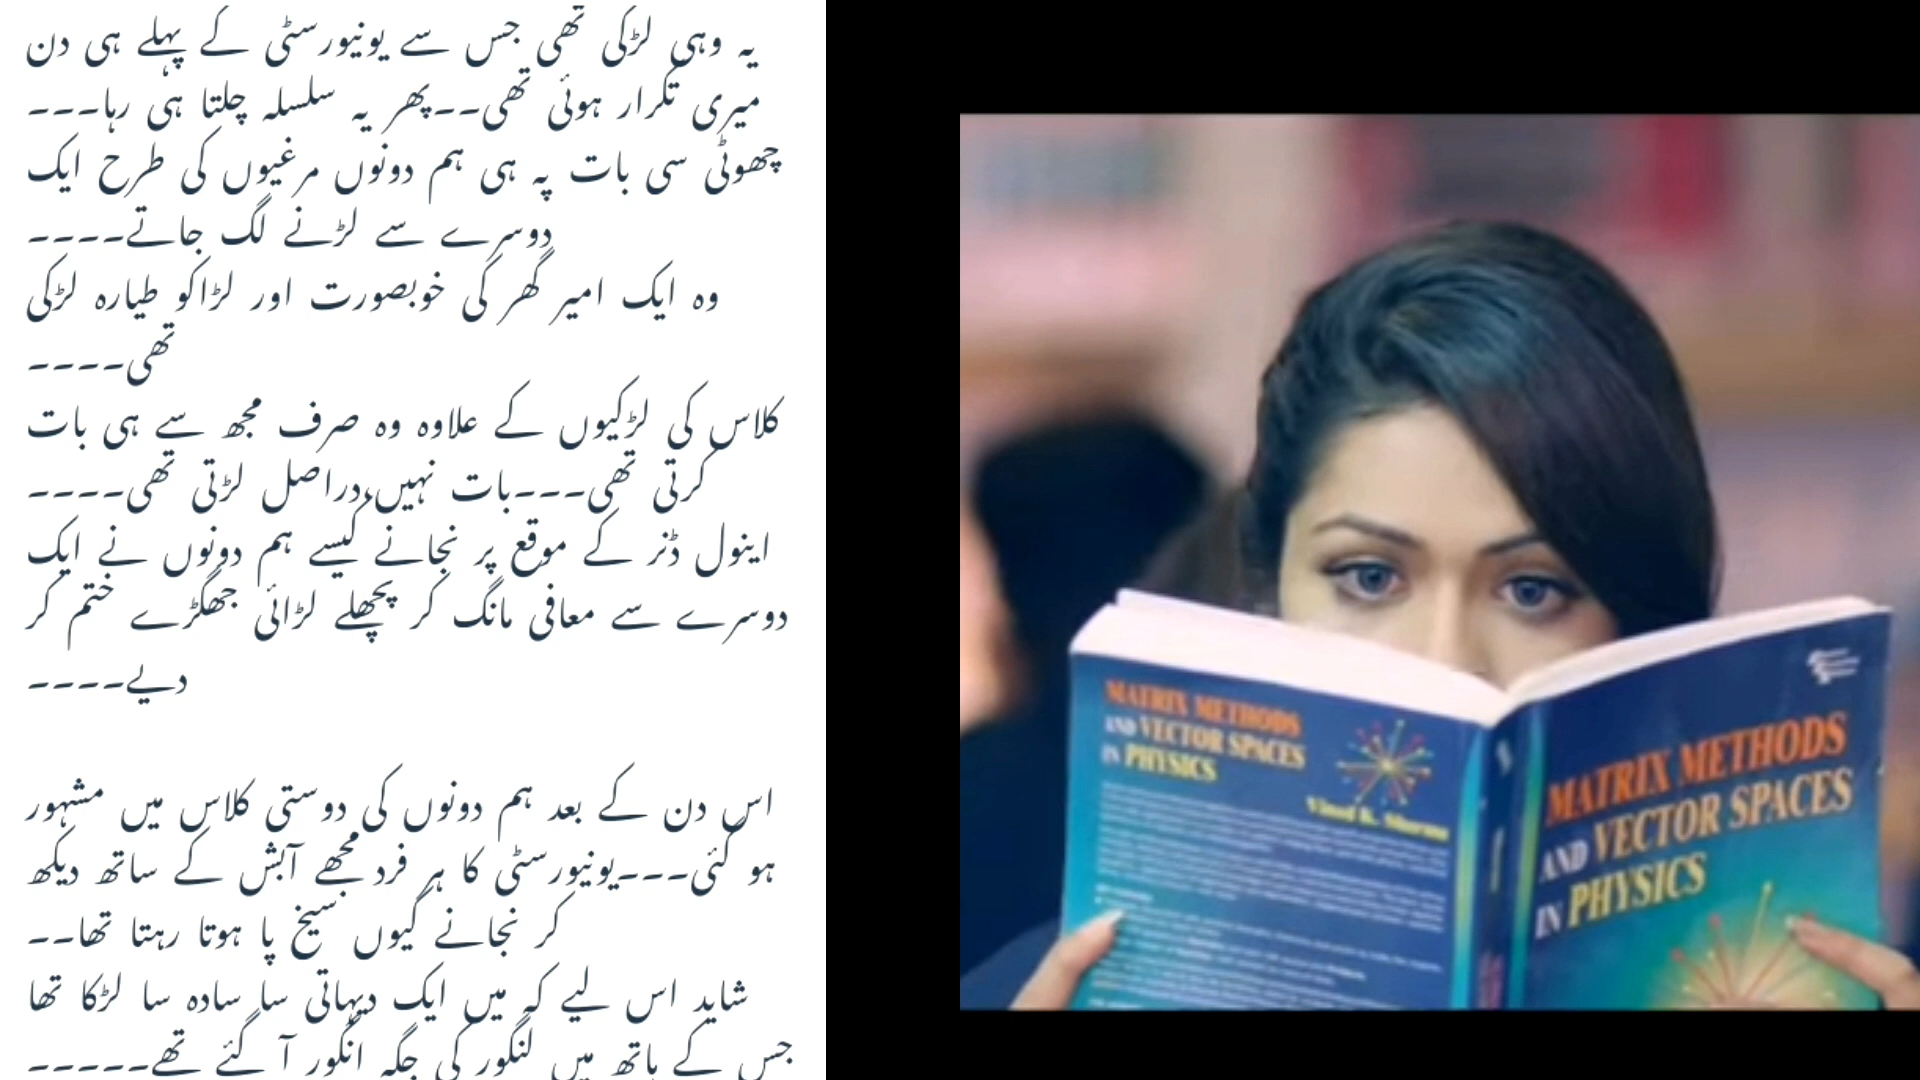 یہ وہی لڑکی تھی جس سے یونیورسٹی کے پہلے ہی دن
میری تکرار ہوئی تھی--پھر یہ سلسلہ چلتا ہی رہا---
چھوٹی سی بات پہ ہی ہم دونوں مرغیوں کی طرح ایک
دوسرے سے لڑنے لگ جاتے----
وہ ایک امیر گھر کی خوبصورت اور لڑاکو طیارہ لڑکی
تھی----
کلاس کی لڑکیوں کے علاوہ وہ صرف مجھ سے ہی بات
کرتی تھی---بات نہیں،دراصل لڑتی تھی----
اینول ڈنر کے موقع پر نجانے کیسے ہم دونوں نے ایک
دوسرے سے معافی مانگ کر پچھلے لڑائی جھگڑے ختم کر
دیے----
اس دن کے بعد ہم دونوں کی دوستی کلاس میں مشہور
ہو گئی---یونیورسٹی کا ہر فرد مجھے آبش کے ساتھ دیکھ
کر نجانے کیوں سیخ پا ہوتا رہتا تھا--
شاید اس لیے کہ میں ایک دیہاتی سا سادہ سا لڑکا تھا
جس کے ہاتھ میں لنگور کی جگہ انگور آ گئے تھے-----
MATRIX METHODS
AND VECTOR SPACES
IN PHYSICS
MATRIX METHODS
AND VECTOR SPACES
IN PHYSICS